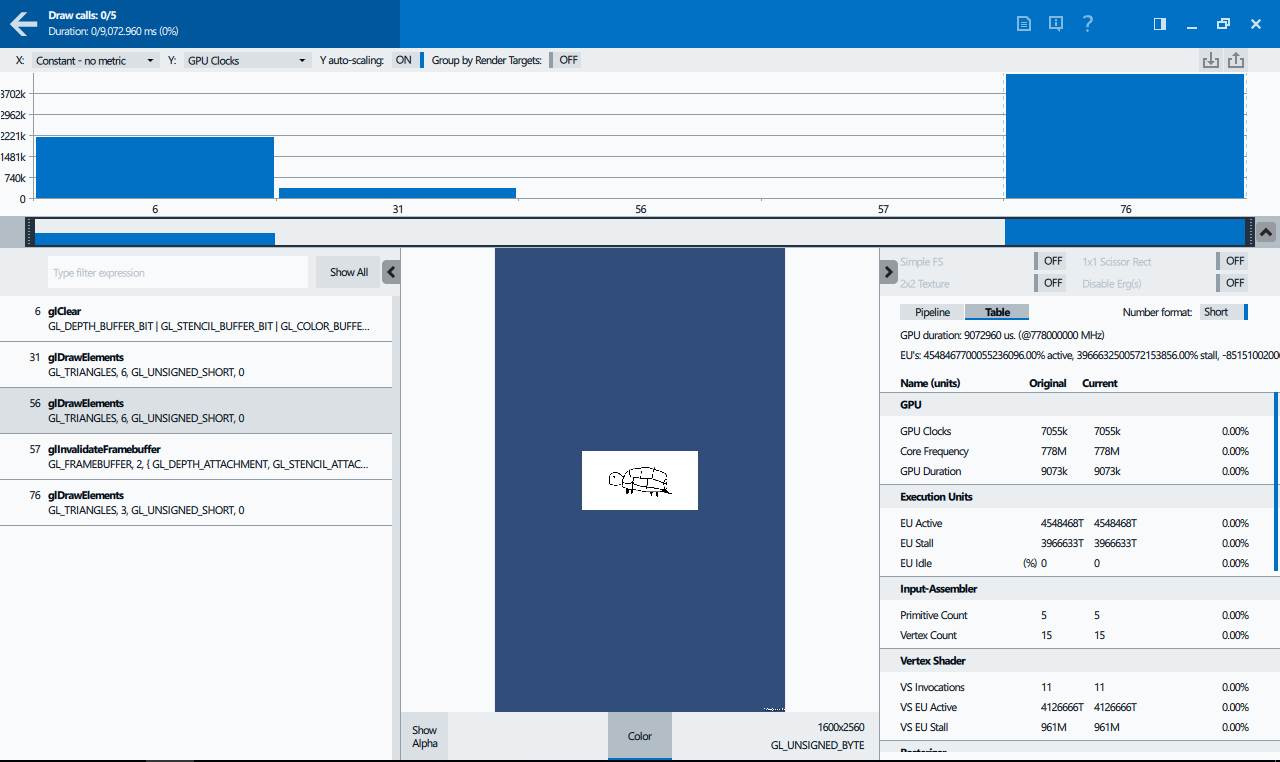 Draw calls: 0/5
Duration: 0/9,072.960 ms (0%)
X: Constant - no metric Y: GPU Clocks Y auto-scaling: ON Group by Render Targets: OFF
3702k
2962k
2221k
1481k
740k
0
6 31 56 57 76
Type filter expression Show All
6 glClear
GL_DEPTH_BUFFER_BIT | GL_STENCIL_BUFFER_BIT | GL_COLOR_BUFFE...
31 glDrawElements
GL_TRIANGLES, 6, GL_UNSIGNED_SHORT, 0
56 glDrawElements
GL_TRIANGLES, 6, GL_UNSIGNED_SHORT, 0
57 glInvalidateFramebuffer
GL_FRAMEBUFFER, 2, { GL_DEPTH_ATTACHMENT, GL_STENCIL_ATTAC...
76 glDrawElements
GL_TRIANGLES, 3, GL_UNSIGNED_SHORT, 0
Show
Alpha
Color
1600x2560
GL_UNSIGNED_BYTE
Simple FS OFF 1x1 Scissor Rect OFF
2x2 Texture OFF Disable Erg(s) OFF
Pipeline Table Number format: Short
GPU duration: 9072960 us. (@778000000 MHz)
EU's: 4548467700055236096.00% active, 3966632500572153856.00% stall, -8515100200
Name (units) Original Current
GPU
GPU Clocks 7055k 7055k 0.00%
Core Frequency 778M 778M 0.00%
GPU Duration 9073k 9073k 0.00%
Execution Units
EU Active 4548468T 4548468T 0.00%
EU Stall 3966633T 3966633T 0.00%
EU Idle (%) 0 0 0.00%
Input-Assembler
Primitive Count 5 5 0.00%
Vertex Count 15 15 0.00%
Vertex Shader
VS Invocations 11 11 0.00%
VS EU Active 4126666T 4126666T 0.00%
VS EU Stall 961M 961M 0.00%